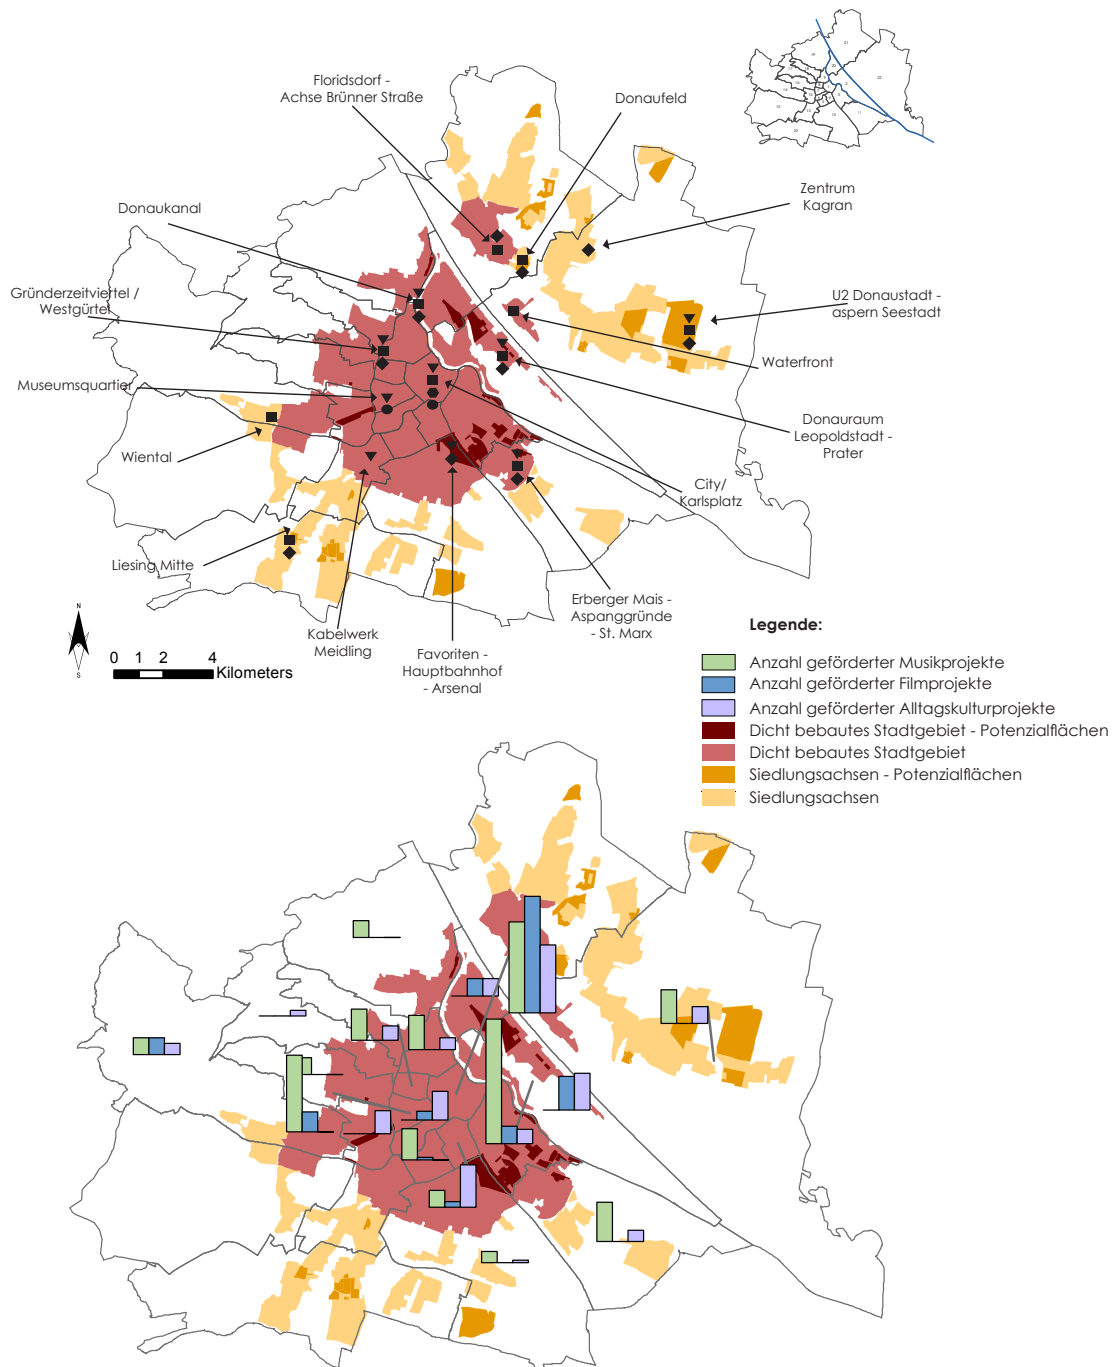 Floridsdorf -
Achse Brünner Straße
Donaufeld
Zentrum
Kagran
Donaukanal
Gründerzeitviertel /
Westgürtel
U2 Donaustadt -
aspern Seestadt
Museumsquartier
Waterfront
Wiental
Donauraum
Leopoldstadt -
Prater
City/
Karlsplatz
Liesing Mitte
Erberger Mais -
Aspanggründe
- St. Marx
Kabelwerk
Meidling
Favoriten -
Hauptbahnhof
- Arsenal
N
S
0 1 2 4
Kilometers
Legende:
Anzahl geförderter Musikprojekte
Anzahl geförderter Filmprojekte
Anzahl geförderter Alltagskulturprojekte
Dicht bebautes Stadtgebiet - Potenzialflächen
Dicht bebautes Stadtgebiet
Siedlungsachsen - Potenzialflächen
Siedlungsachsen